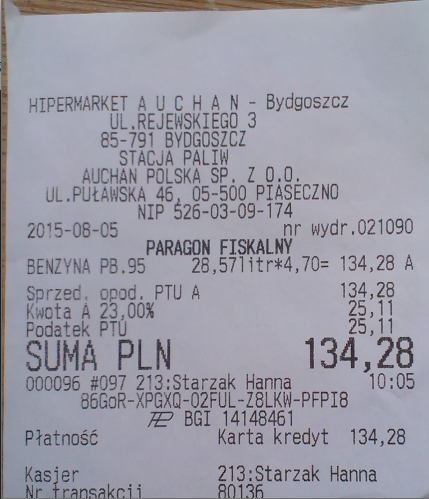 HIPERMARKET A U C H A N - Bydgoszcz
UL.REJEWSKIEGO 3
85-791 BYDGOSZCZ
STACJA PALIW
AUCHAN POLSKA SP. Z O.O.
UL.PUŁAWSKA 46, 05-500 PIASECZNO
NIP 526-03-09-174
2015-08-05 nr wydr.021090
PARAGON FISKALNY
BENZYNA PB.95 28,57litr*4,70= 134,28 A
Sprzed. opod. PTU A 134,28
Kwota A 23,00% 25,11
Podatek PTU 25,11
SUMA PLN 134,28
000096 #097 213:Starzak Hanna 10:05
86GoR-XPGXQ-O2FUL-Z8LKW-PFPI8
BGI 14148461
Płatność Karta kredyt 134,28
Kasjer 213:Starzak Hanna
Nr transakcji 80136